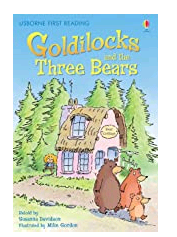 USBORNE FIRST READING
Goldilocks
and the
Three Bears
Retold by
Susanna Davidson
Illustrated by Mike Gordon